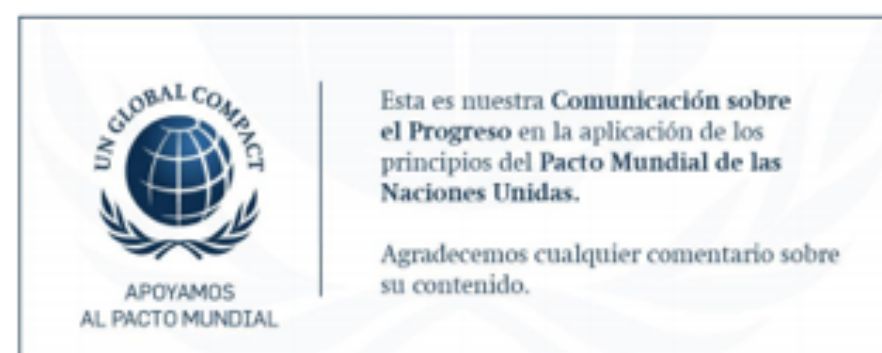 UN GLOBAL COMPACT
APOYAMOS
AL PACTO MUNDIAL
Esta es nuestra Comunicación sobre
el Progreso en la aplicación de los
principios del Pacto Mundial de las
Naciones Unidas.
Agradecemos cualquier comentario sobre
su contenido.